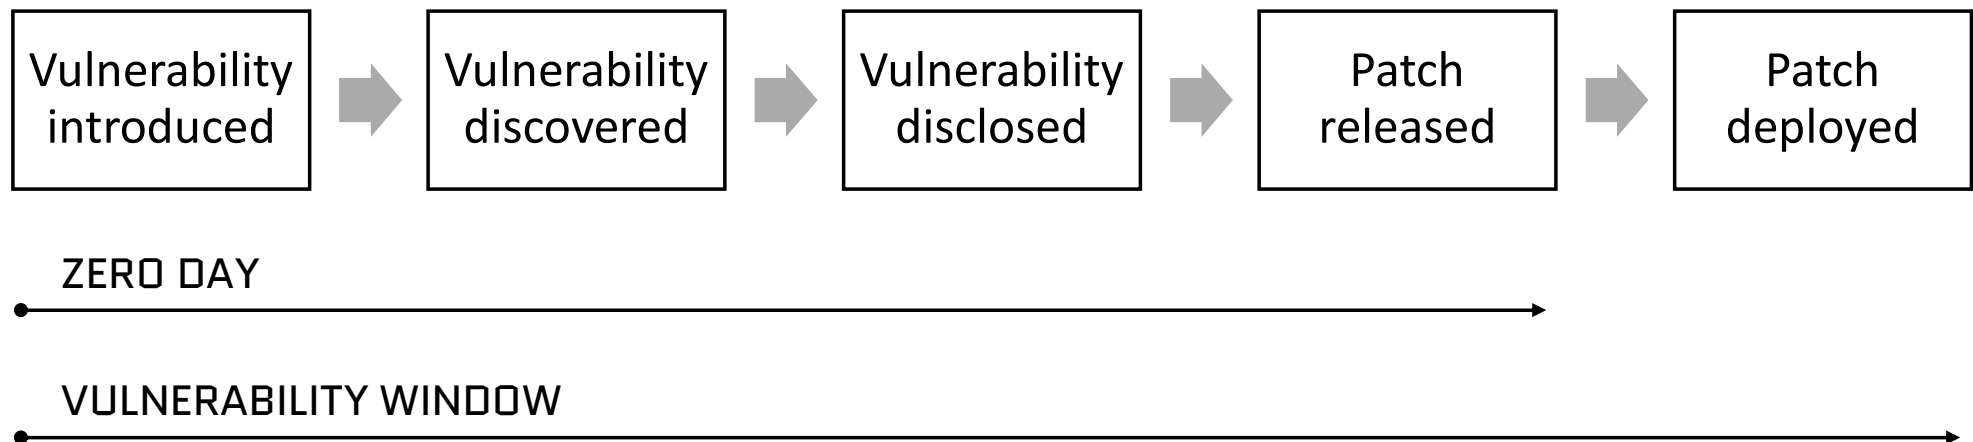 Vulnerability
introduced
Vulnerability
discovered
Vulnerability
disclosed
Patch
released
Patch
deployed
ZERO DAY
VULNERABILITY WINDOW